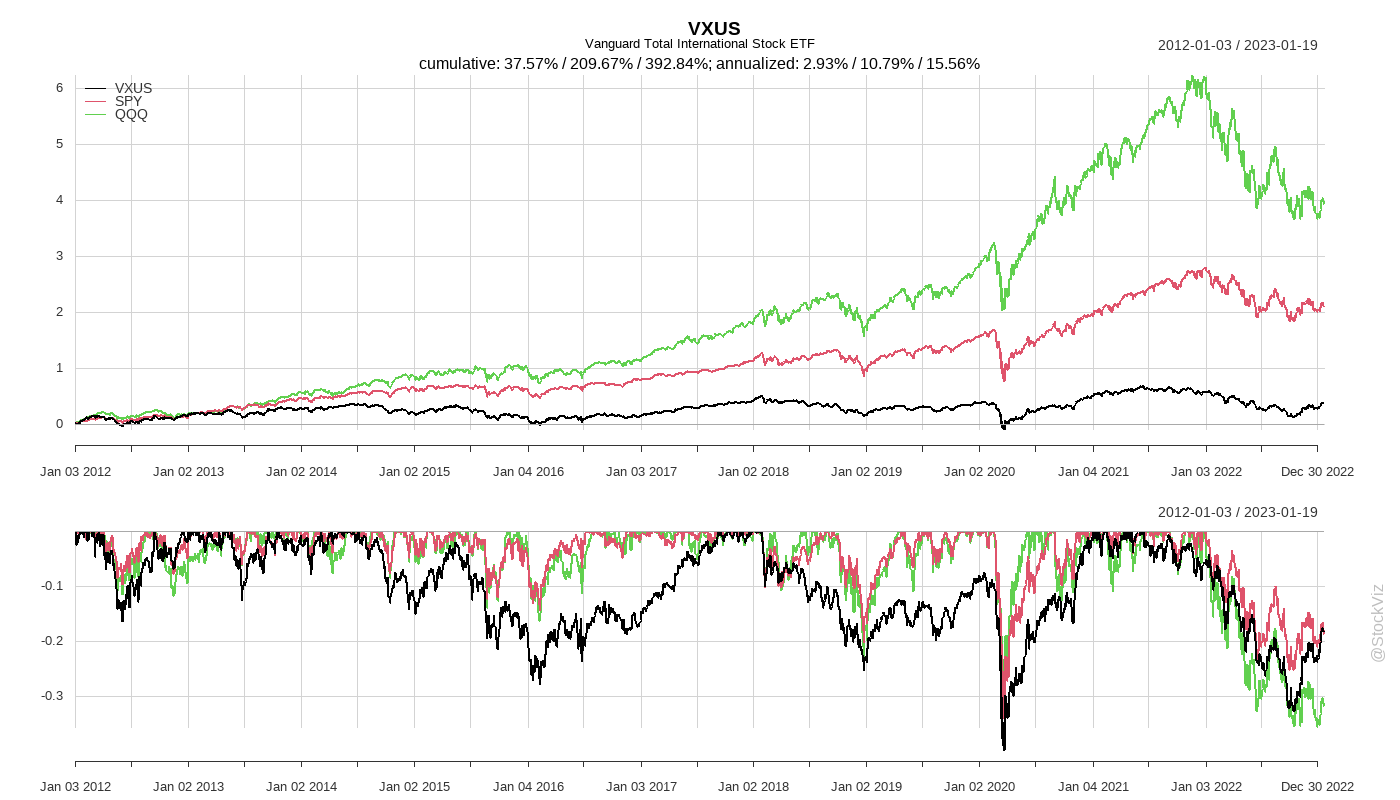 VXUS
Vanguard Total International Stock ETF
2012-01-03 / 2023-01-19
cumulative: 37.57% / 209.67% / 392.84%; annualized: 2.93% / 10.79% / 15.56%
VXUS
SPY
QQQ
6
5
4
3
2
1
0
Jan 03 2012 Jan 02 2013 Jan 02 2014 Jan 02 2015 Jan 04 2016 Jan 03 2017 Jan 02 2018 Jan 02 2019 Jan 02 2020 Jan 04 2021 Jan 03 2022 Dec 30 2022
2012-01-03 / 2023-01-19
-0.1
-0.2
-0.3
@StockViz
Jan 03 2012 Jan 02 2013 Jan 02 2014 Jan 02 2015 Jan 04 2016 Jan 03 2017 Jan 02 2018 Jan 02 2019 Jan 02 2020 Jan 04 2021 Jan 03 2022 Dec 30 2022